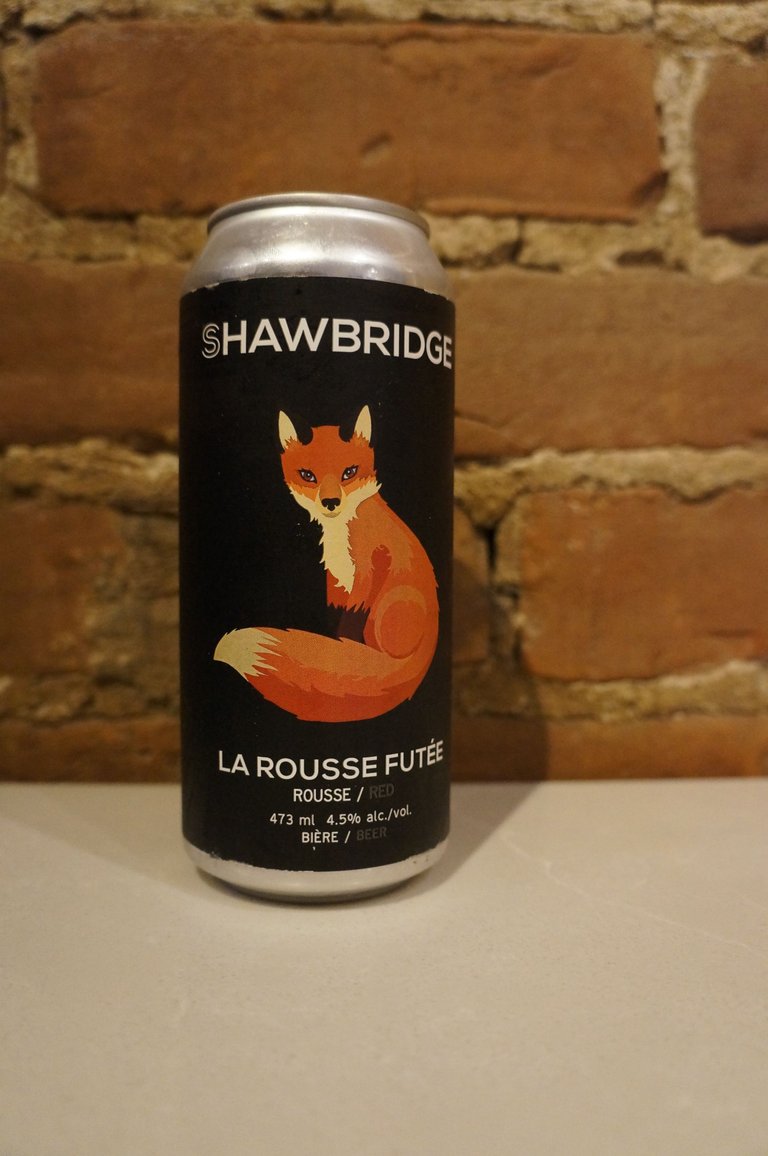 SHAWBRIDGE
LA ROUSSE FUTÉE
ROUSSE / RED
473 ml 4.5% alc./vol.
BIÈRE / BEER